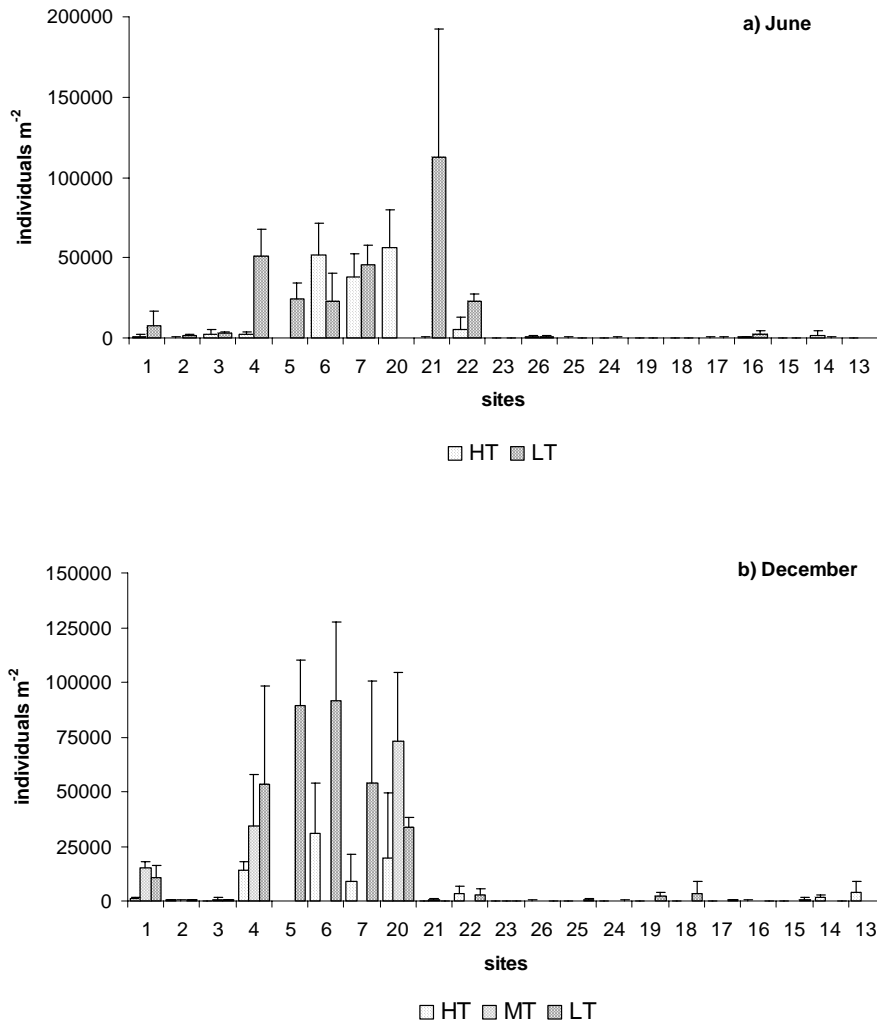 a) June
200000
150000
100000
50000
0
individuals m-2
1 2 3 4 5 6 7 20 21 22 23 26 25 24 19 18 17 16 15 14 13
sites
HT LT
b) December
150000
125000
100000
75000
50000
25000
0
individuals m-2
1 2 3 4 5 6 7 20 21 22 23 26 25 24 19 18 17 16 15 14 13
sites
HT MT LT